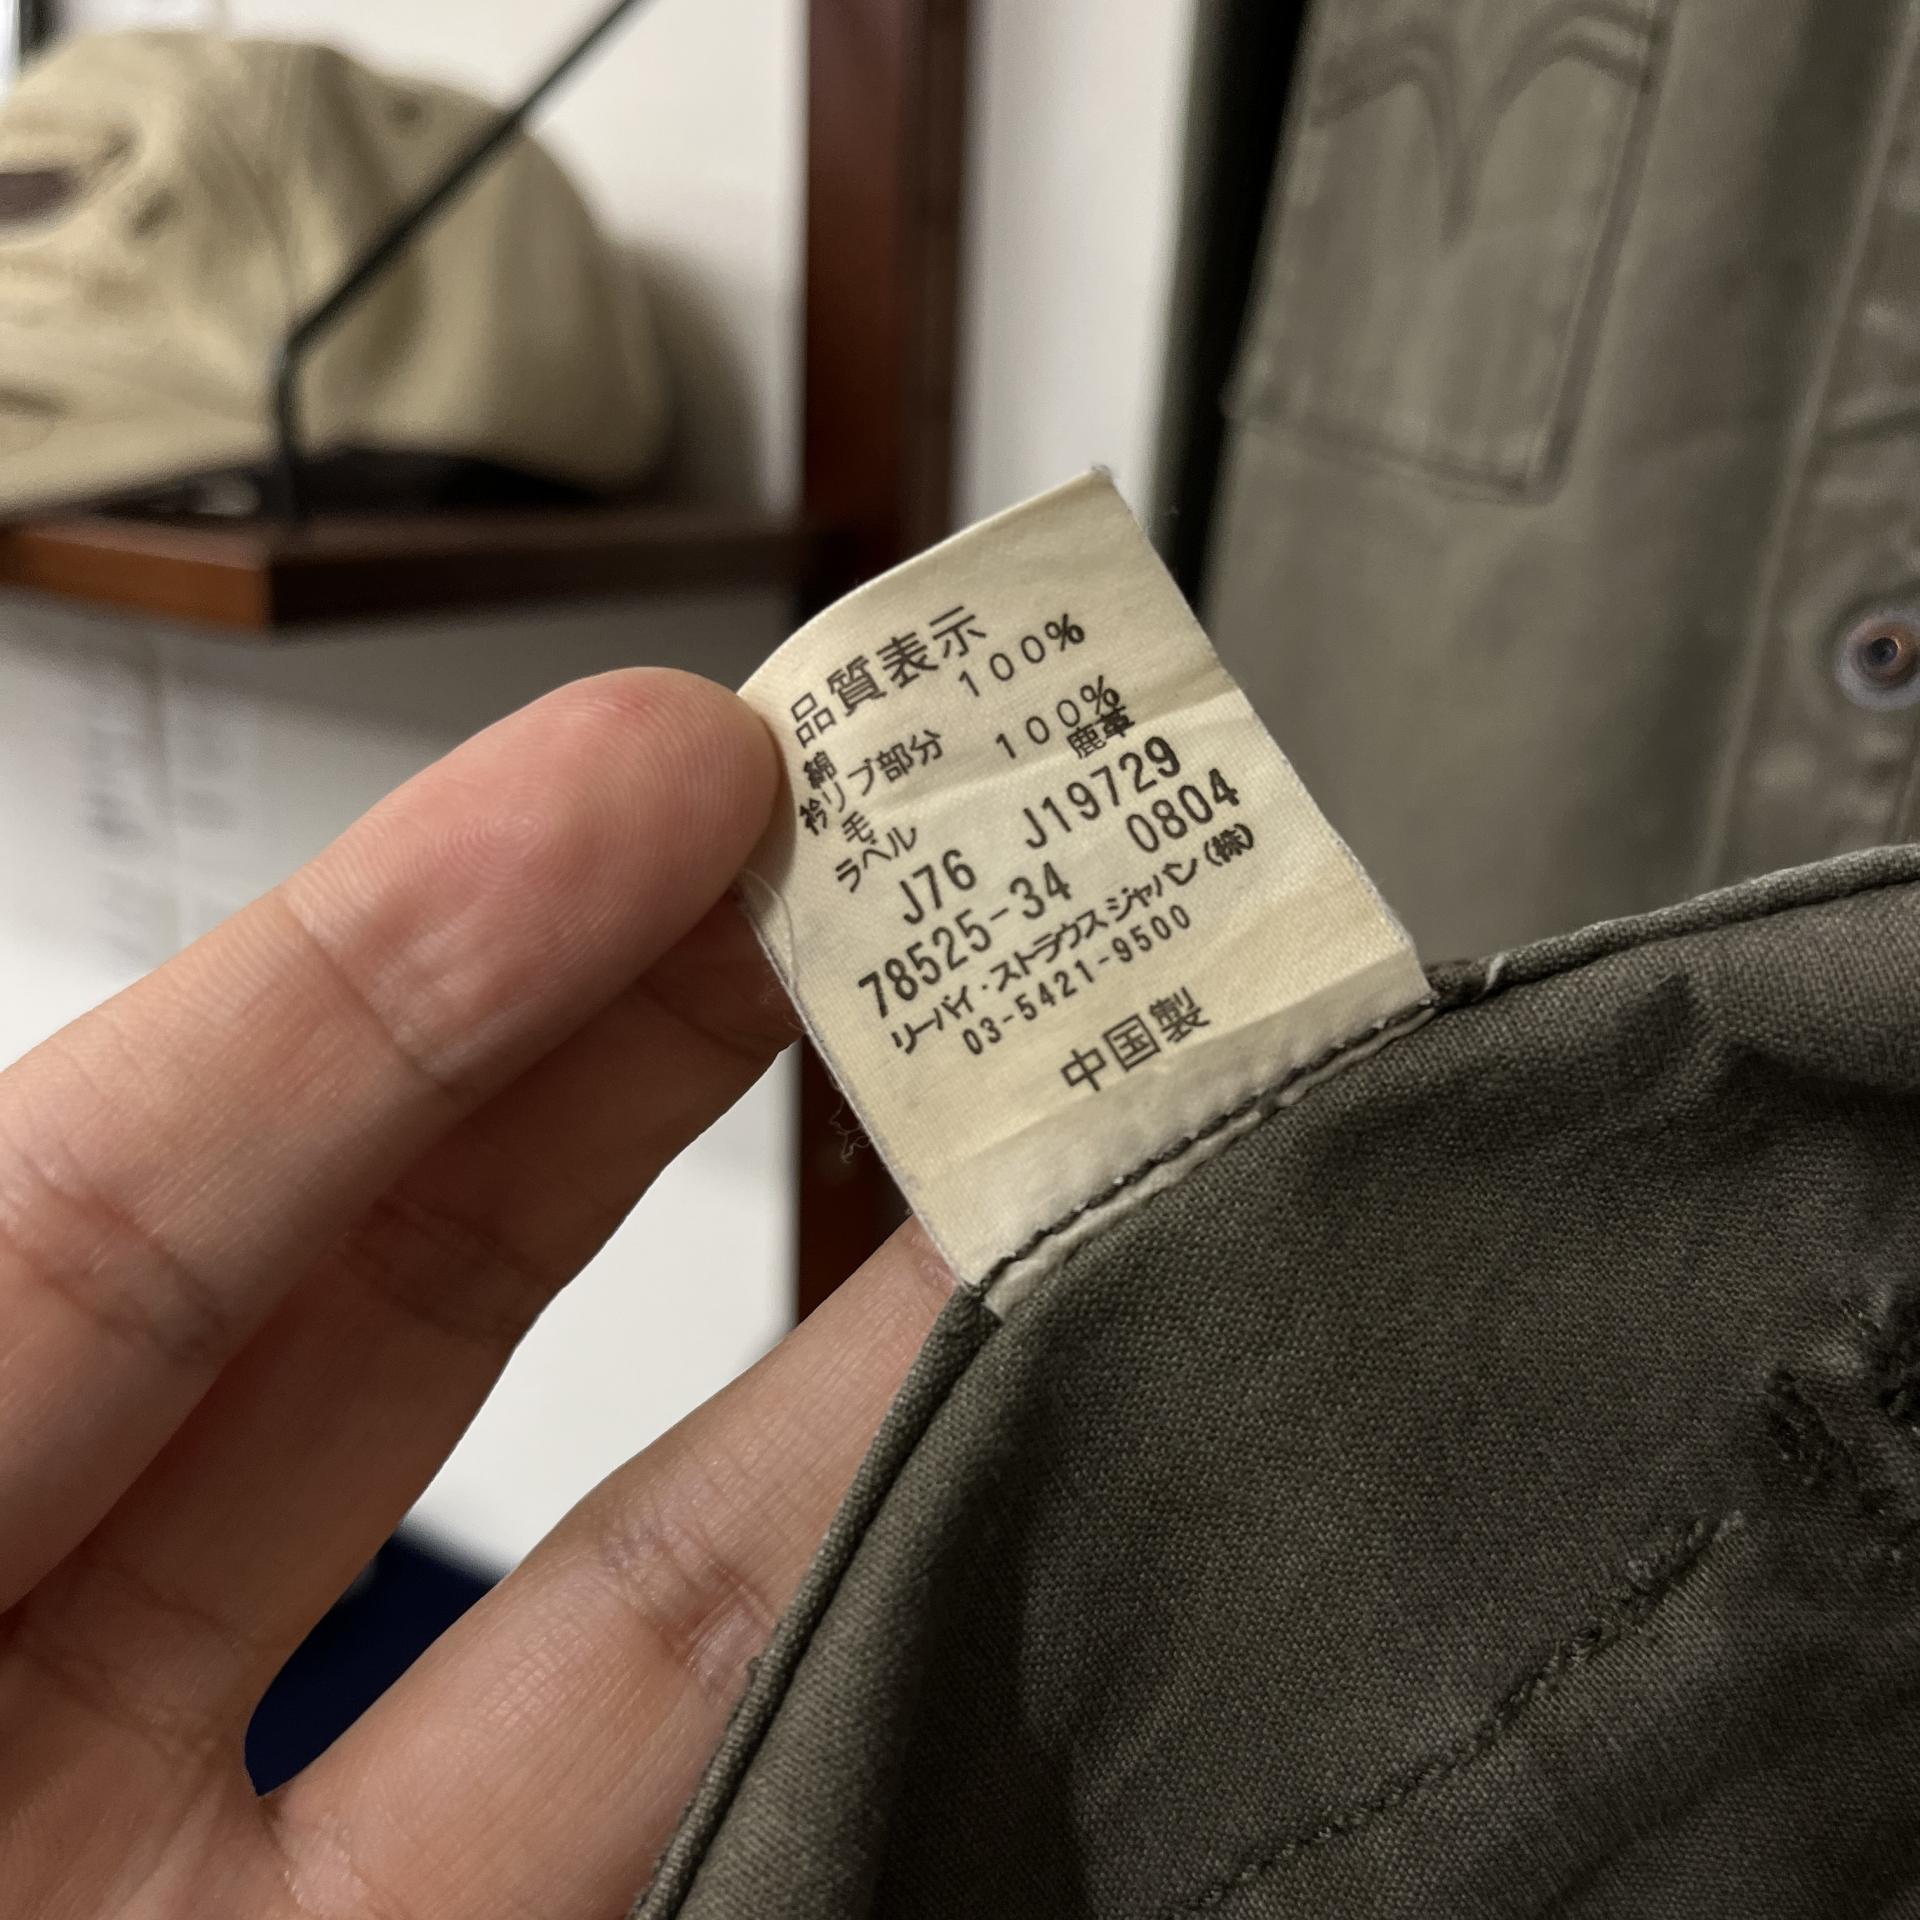 品質表示
綿 100%
衿リブ部分
毛 100%
ラベル 鹿革
J76 J19729
78525-34 0804
リーバイ・ストラウス ジャパン(株)
03-5421-9500
中国製